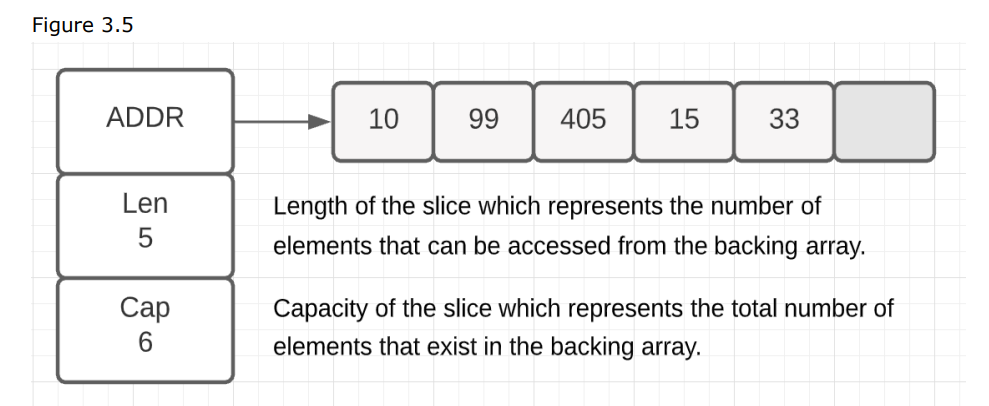 Figure 3.5
ADDR
10 99 405 15 33
Len
5
Length of the slice which represents the number of
elements that can be accessed from the backing array.
Cap
6
Capacity of the slice which represents the total number of
elements that exist in the backing array.